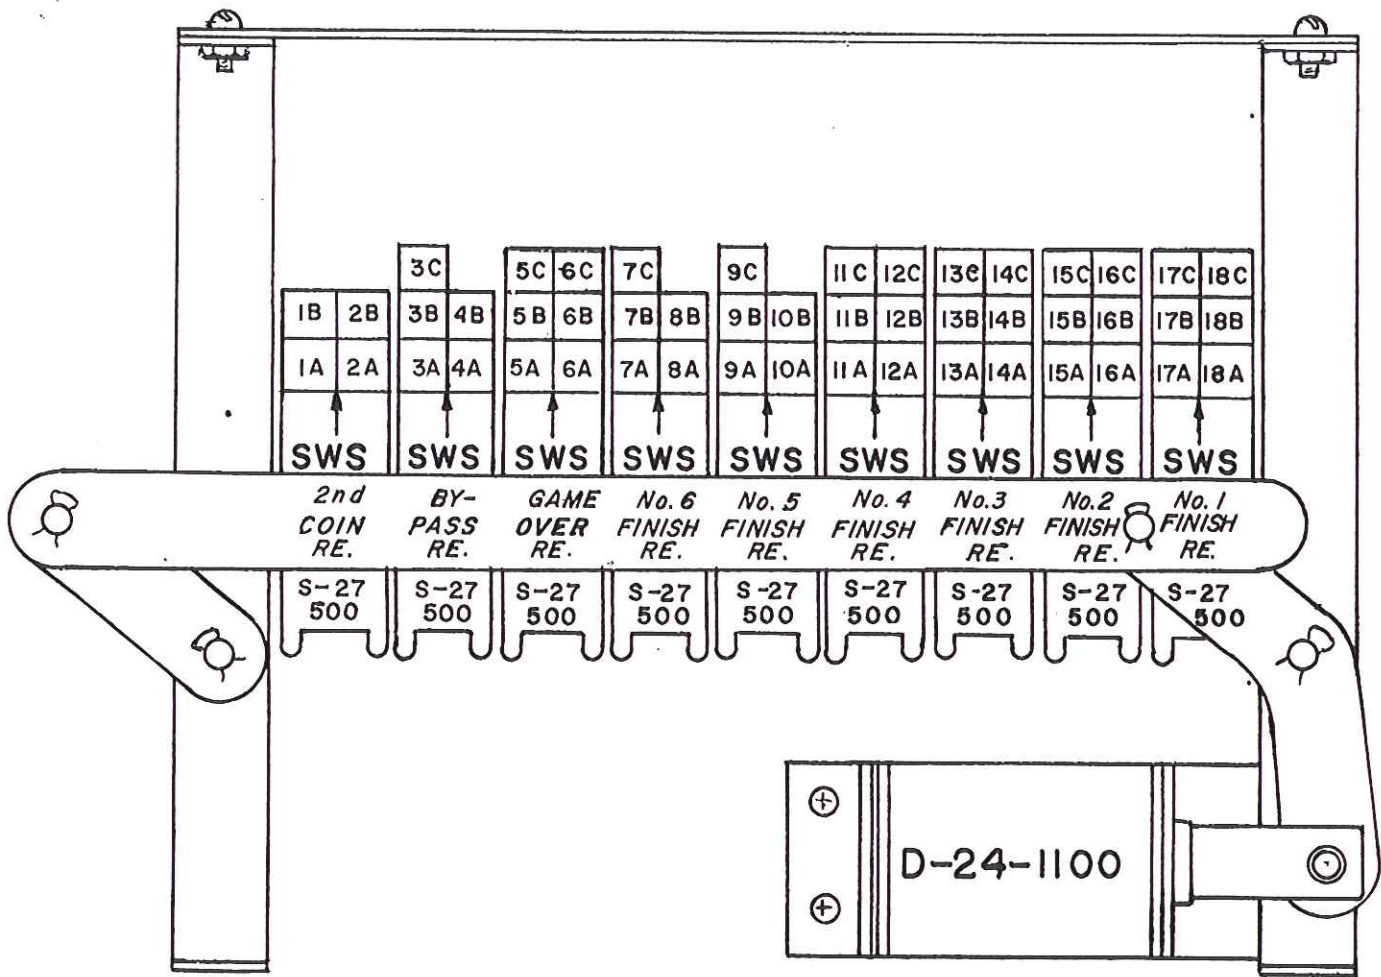 3C 5C 6C 7C 9C 11C 12C 13C 14C 15C 16C 17C 18C
1B 2B 3B 4B 5B 6B 7B 8B 9B 10B 11B 12B 13B 14B 15B 16B 17B 18B
1A 2A 3A 4A 5A 6A 7A 8A 9A 10A 11A 12A 13A 14A 15A 16A 17A 18A
SWS SWS SWS SWS SWS SWS SWS SWS SWS
2nd
COIN
RE.
BY-
PASS
RE.
GAME
OVER
RE.
No. 6
FINISH
RE.
No. 5
FINISH
RE.
No. 4
FINISH
RE.
No. 3
FINISH
RE.
No. 2
FINISH
RE.
No. 1
FINISH
RE.
S-27 S-27 S-27 S-27 S-27 S-27 S-27 S-27 S-27
500 500 500 500 500 500 500 500 500
D-24-1100